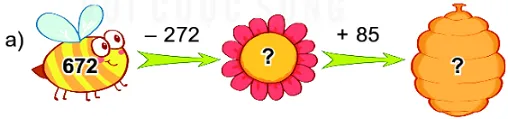 a) 672 – 272 ? + 85 ?